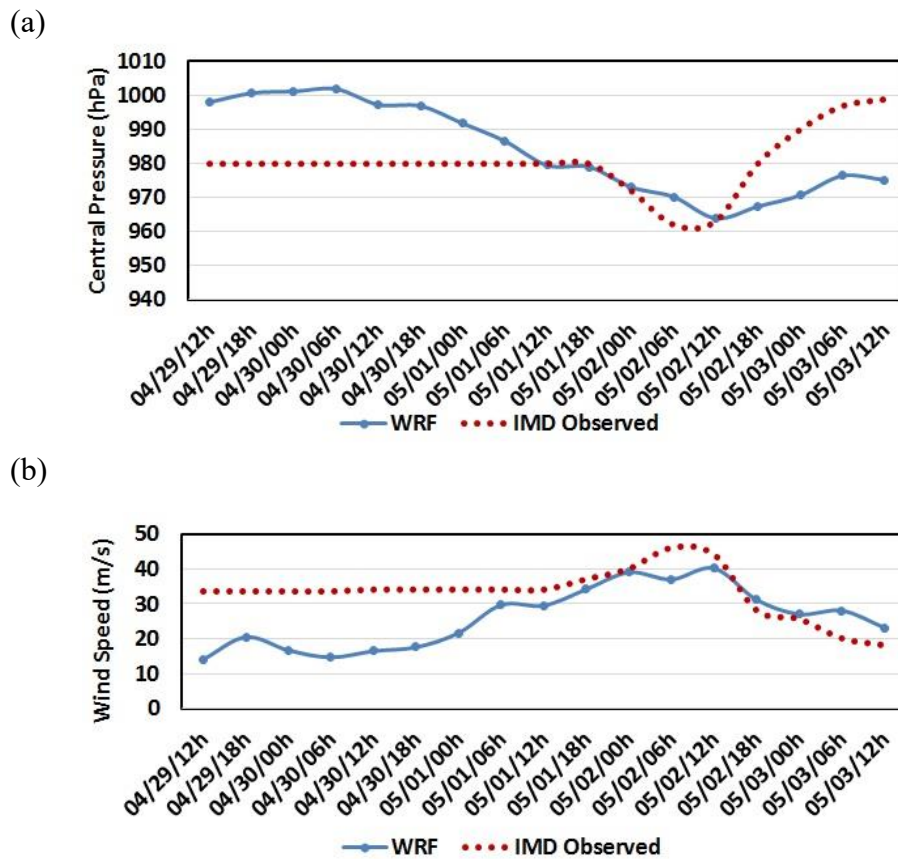 (a)
Central Pressure (hPa)
1010
1000
990
980
970
960
950
940
04/29/12h
04/29/18h
04/30/00h
04/30/06h
04/30/12h
04/30/18h
05/01/00h
05/01/06h
05/01/12h
05/01/18h
05/02/00h
05/02/06h
05/02/12h
05/02/18h
05/03/00h
05/03/06h
05/03/12h
WRF IMD Observed
(b)
Wind Speed (m/s)
50
40
30
20
10
0
04/29/12h
04/29/18h
04/30/00h
04/30/06h
04/30/12h
04/30/18h
05/01/00h
05/01/06h
05/01/12h
05/01/18h
05/02/00h
05/02/06h
05/02/12h
05/02/18h
05/03/00h
05/03/06h
05/03/12h
WRF IMD Observed